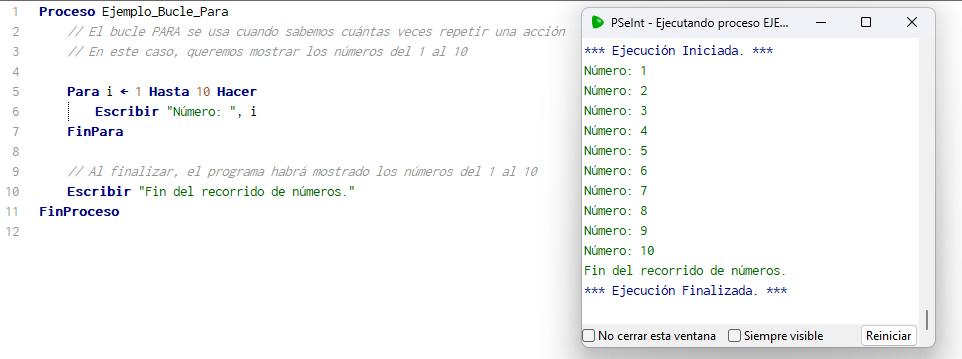 1 Proceso Ejemplo_Bucle_Para
2 // El bucle PARA se usa cuando sabemos cuántas veces repetir una acción
3 // En este caso, queremos mostrar los números del 1 al 10
4
5 Para i ← 1 Hasta 10 Hacer
6 Escribir "Número: ", i
7 FinPara
8
9 // Al finalizar, el programa habrá mostrado los números del 1 al 10
10 Escribir "Fin del recorrido de números."
11 FinProceso
12
PSeInt - Ejecutando proceso EJE...
*** Ejecución Iniciada. ***
Número: 1
Número: 2
Número: 3
Número: 4
Número: 5
Número: 6
Número: 7
Número: 8
Número: 9
Número: 10
Fin del recorrido de números.
*** Ejecución Finalizada. ***
No cerrar esta ventana Siempre visible Reiniciar